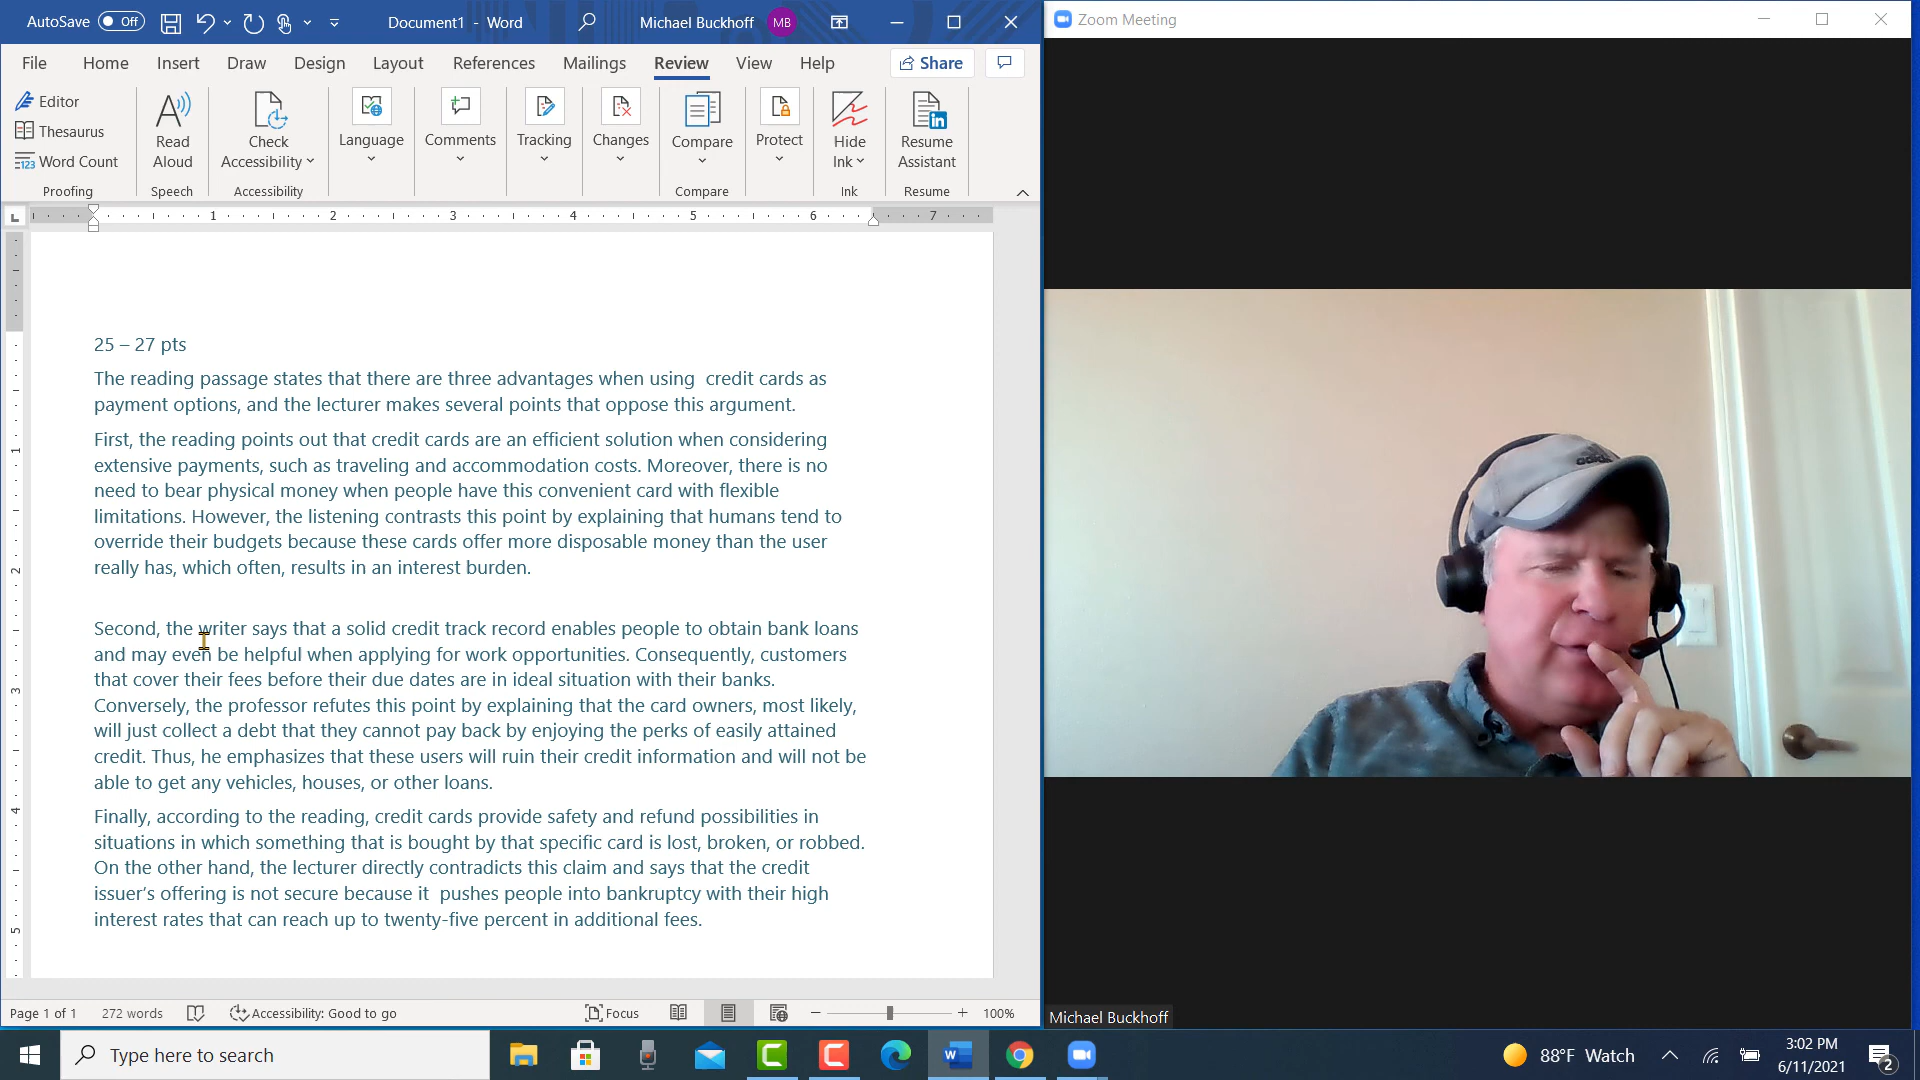 AutoSave Off Document1 - Word Michael Buckhoff MB
Zoom Meeting
File Home Insert Draw Design Layout References Mailings Review View Help Share
Editor
Thesaurus
Word Count
Proofing
Read Aloud
Speech
Check Accessibility
Accessibility
Language
Comments
Tracking
Changes
Compare
Compare
Protect
Hide Ink
Ink
Resume Assistant
Resume
1 2 3 4 5 6 7
25 – 27 pts
The reading passage states that there are three advantages when using  credit cards as
payment options, and the lecturer makes several points that oppose this argument.
First, the reading points out that credit cards are an efficient solution when considering
extensive payments, such as traveling and accommodation costs. Moreover, there is no
need to bear physical money when people have this convenient card with flexible
limitations. However, the listening contrasts this point by explaining that humans tend to
override their budgets because these cards offer more disposable money than the user
really has, which often, results in an interest burden.
Second, the writer says that a solid credit track record enables people to obtain bank loans
and may even be helpful when applying for work opportunities. Consequently, customers
that cover their fees before their due dates are in ideal situation with their banks.
Conversely, the professor refutes this point by explaining that the card owners, most likely,
will just collect a debt that they cannot pay back by enjoying the perks of easily attained
credit. Thus, he emphasizes that these users will ruin their credit information and will not be
able to get any vehicles, houses, or other loans.
Finally, according to the reading, credit cards provide safety and refund possibilities in
situations in which something that is bought by that specific card is lost, broken, or robbed.
On the other hand, the lecturer directly contradicts this claim and says that the credit
issuer's offering is not secure because it  pushes people into bankruptcy with their high
interest rates that can reach up to twenty-five percent in additional fees.
1
2
3
4
5
adidas
Michael Buckhoff
Page 1 of 1 272 words Accessibility: Good to go Focus 100%
Type here to search
88°F Watch
3:02 PM
6/11/2021
2